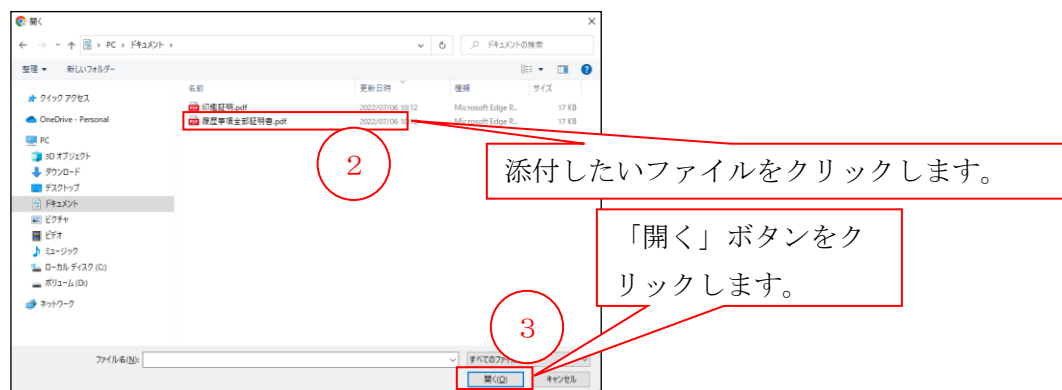 開く
PC › ドキュメント ›
ドキュメントの検索
整理 新しいフォルダー
名前 更新日時 種類 サイズ
印鑑証明.pdf 2022/07/06 10:12 Microsoft Edge P... 17 KB
履歴事項全部証明書.pdf 2022/07/06 Microsoft Edge P... 17 KB
クイック アクセス
OneDrive - Personal
PC
3D オブジェクト
ダウンロード
デスクトップ
ドキュメント
ピクチャ
ビデオ
ミュージック
ローカル ディスク (C:)
ボリューム (D:)
ネットワーク
2
添付したいファイルをクリックします。
「開く」ボタンをク
リックします。
3
ファイル名(N):
すべてのファ
開く(O) キャンセル